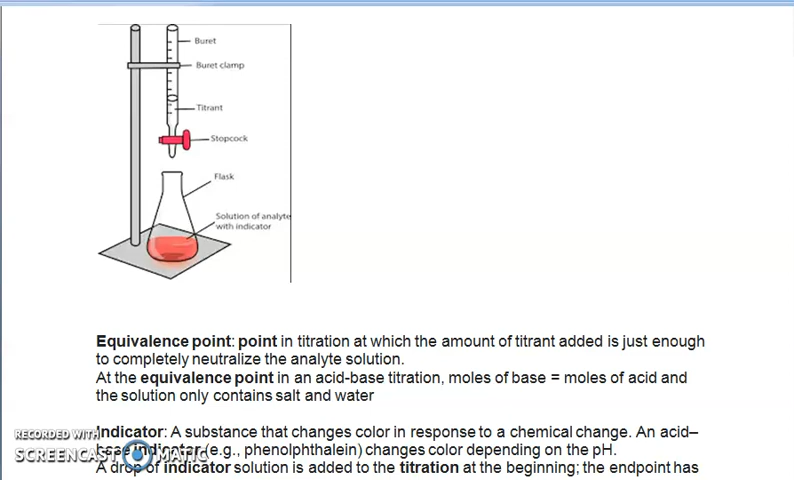 Buret
Buret clamp
Titrant
Stopcock
Flask
Solution of analyte
with indicator
Equivalence point: point in titration at which the amount of titrant added is just enough
to completely neutralize the analyte solution.
At the equivalence point in an acid-base titration, moles of base = moles of acid and
the solution only contains salt and water
Indicator: A substance that changes color in response to a chemical change. An acid–
base indicator (e.g., phenolphthalein) changes color depending on the pH.
A drop of indicator solution is added to the titration at the beginning; the endpoint has
RECORDED WITH
SCREENCAST MATIC